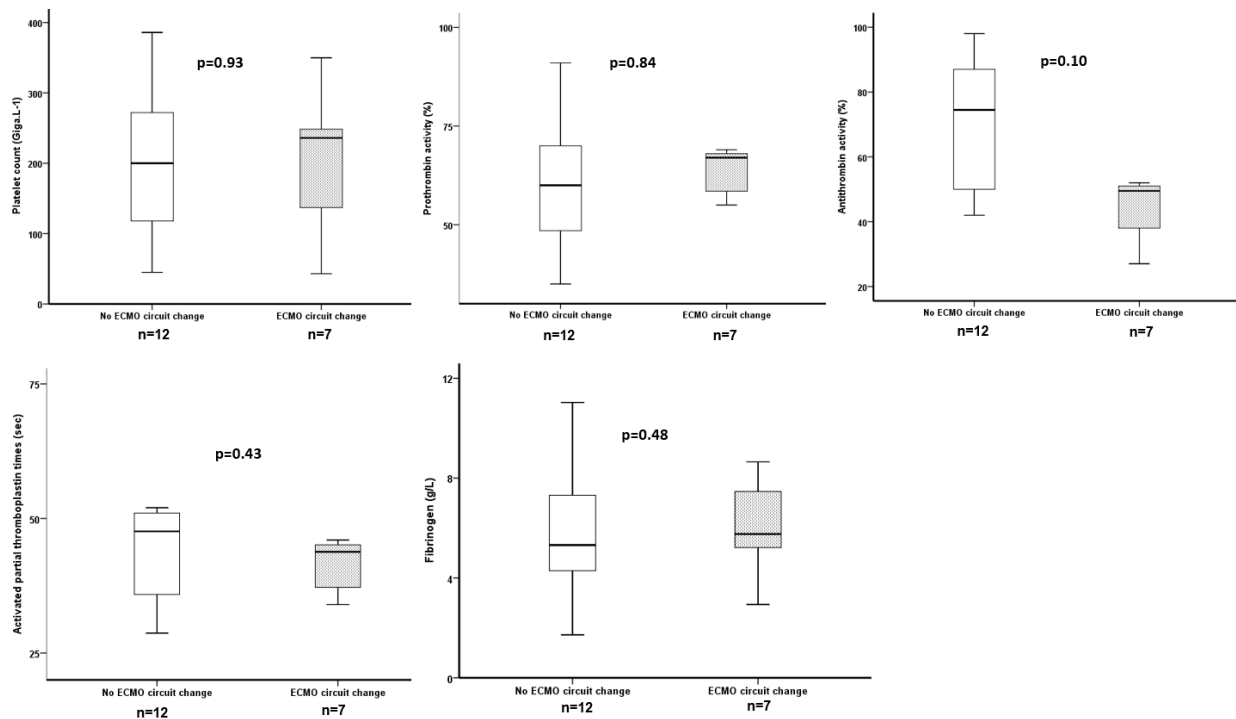 Platelet count (Giga.L-1)
400
300
200
100
0
p=0.93
No ECMO circuit change
ECMO circuit change
n=12
n=7
Prothrombin activity (%)
100
75
50
p=0.84
No ECMO circuit change
ECMO circuit change
n=12
n=7
Antithrombin activity (%)
100
80
60
40
20
p=0.10
No ECMO circuit change
ECMO circuit change
n=12
n=7
Activated partial thromboplastin times (sec)
75
50
25
p=0.43
No ECMO circuit change
ECMO circuit change
n=12
n=7
Fibrinogen (g/L)
12
8
4
0
p=0.48
No ECMO circuit change
ECMO circuit change
n=12
n=7